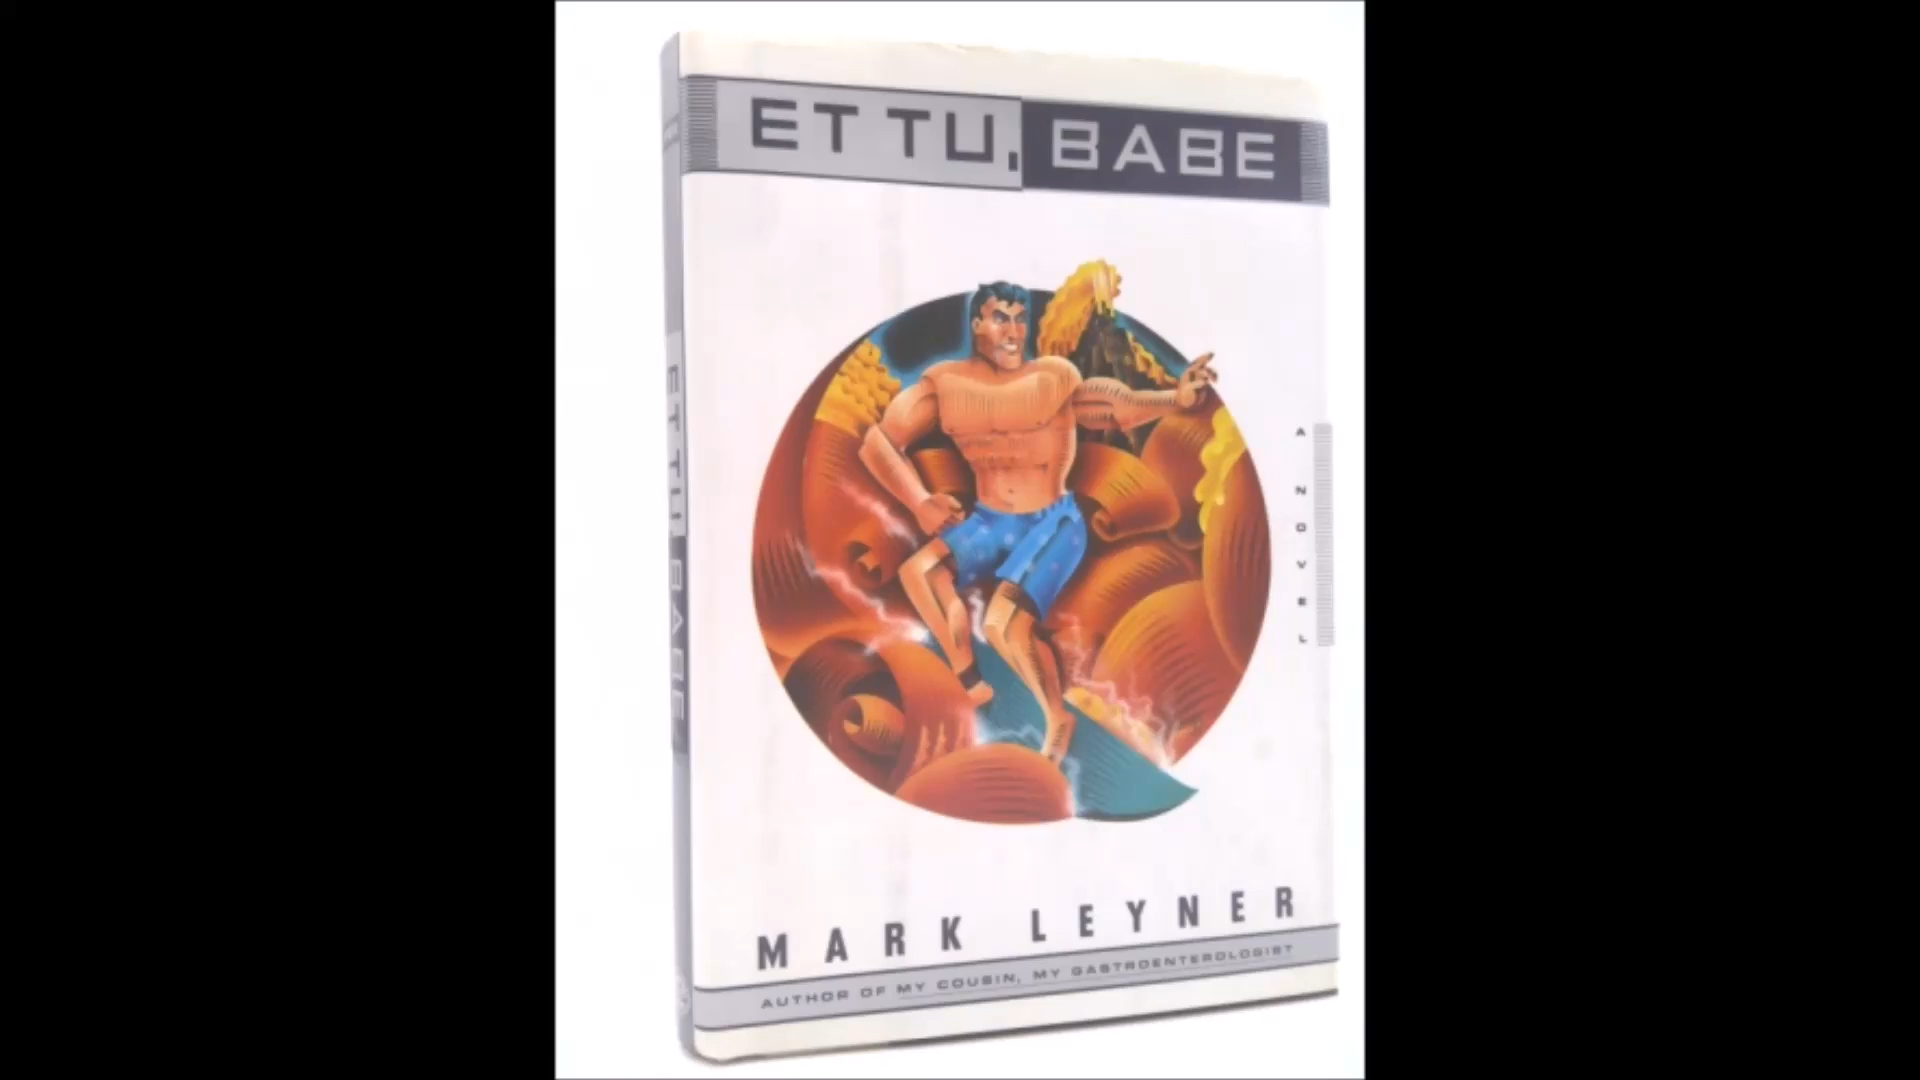 ET TU, BABE
A NOVEL
MARK LEYNER
AUTHOR OF MY COUSIN, MY GASTROENTEROLOGIST
ET TU, BABE